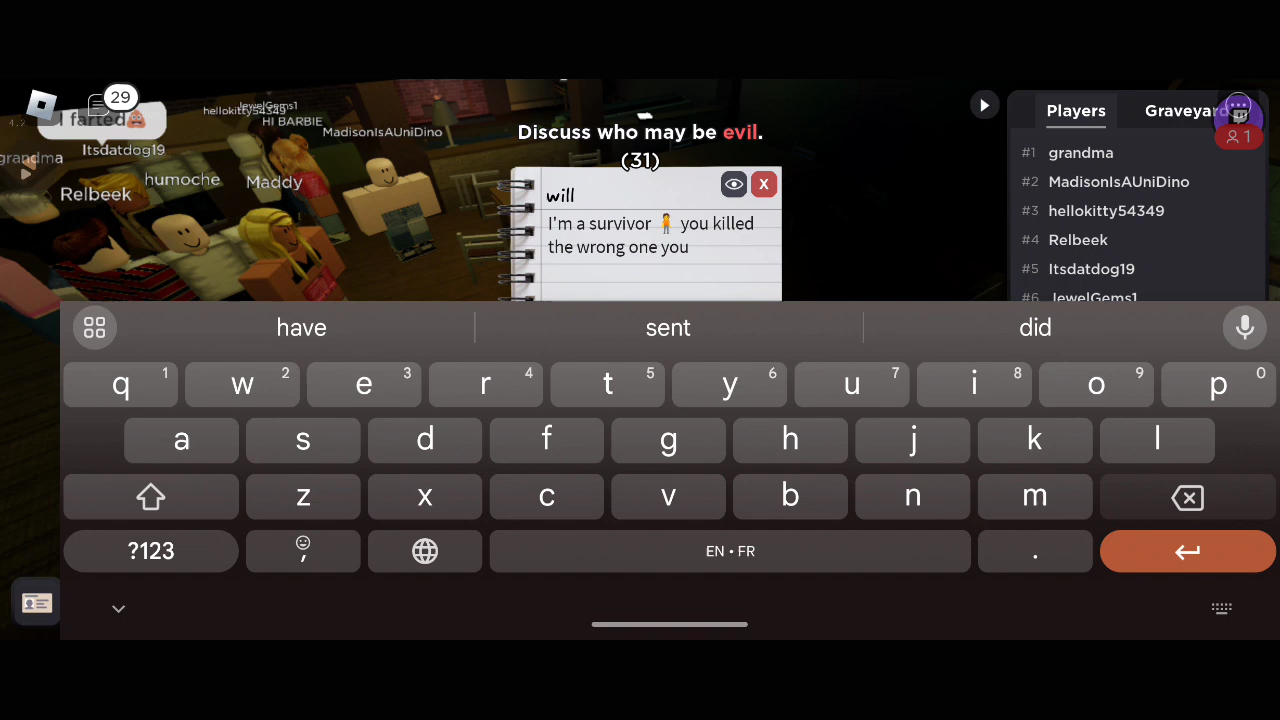 29
I farted💩
hellokitty54349
JewelGems1
HI BARBIE
MadisonIsAUniDino
Itsdatdog19
grandma
humoche
Maddy
Relbeek
Discuss who may be evil.
(31)
will
X
I'm a survivor 🧍 you killed
the wrong one you
Players
Graveyard
1
#1 grandma
#2 MadisonIsAUniDino
#3 hellokitty54349
#4 Relbeek
#5 Itsdatdog19
#6 JewelGems1
have
sent
did
q 1 w 2 e 3 r 4 t 5 y 6 u 7 i 8 o 9 p 0
a s d f g h j k l
z x c v b n m
?123 , EN • FR .